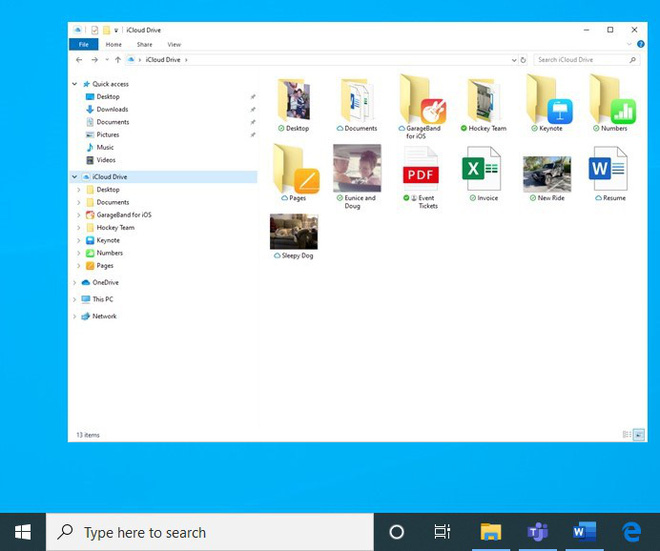 iCloud Drive
File Home Share View
iCloud Drive
Search iCloud Drive
Quick access
Desktop
Downloads
Documents
Pictures
Music
Videos
iCloud Drive
Desktop
Documents
GarageBand for iOS
Hockey Team
Keynote
Numbers
Pages
OneDrive
This PC
Network
Desktop
Documents
GarageBand
for iOS
Hockey Team
Keynote
Numbers
Pages
Eunice and
Doug
PDF
Event
Tickets
X
Invoice
New Ride
W
Resume
Sleepy Dog
13 items
Type here to search